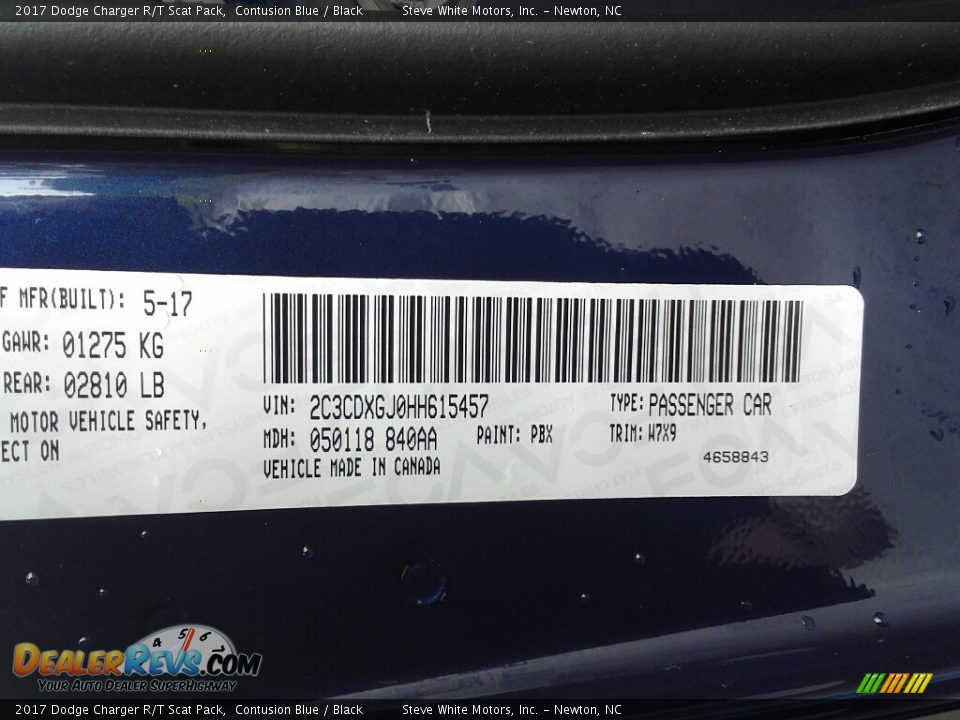 2017 Dodge Charger R/T Scat Pack, Contusion Blue / Black Steve White Motors, Inc. - Newton, NC
F MFR(BUILT): 5-17
GAWR: 01275 KG
REAR: 02810 LB
MOTOR VEHICLE SAFETY,
ECT ON
VIN: 2C3CDXGJ0HH615457 TYPE: PASSENGER CAR
MDH: 050118 840AA PAINT: PBX TRIM: W7X9
VEHICLE MADE IN CANADA
4658843
4 5 6
DealerRevs.com
Your Auto Dealer SuperHighway
2017 Dodge Charger R/T Scat Pack, Contusion Blue / Black Steve White Motors, Inc. - Newton, NC